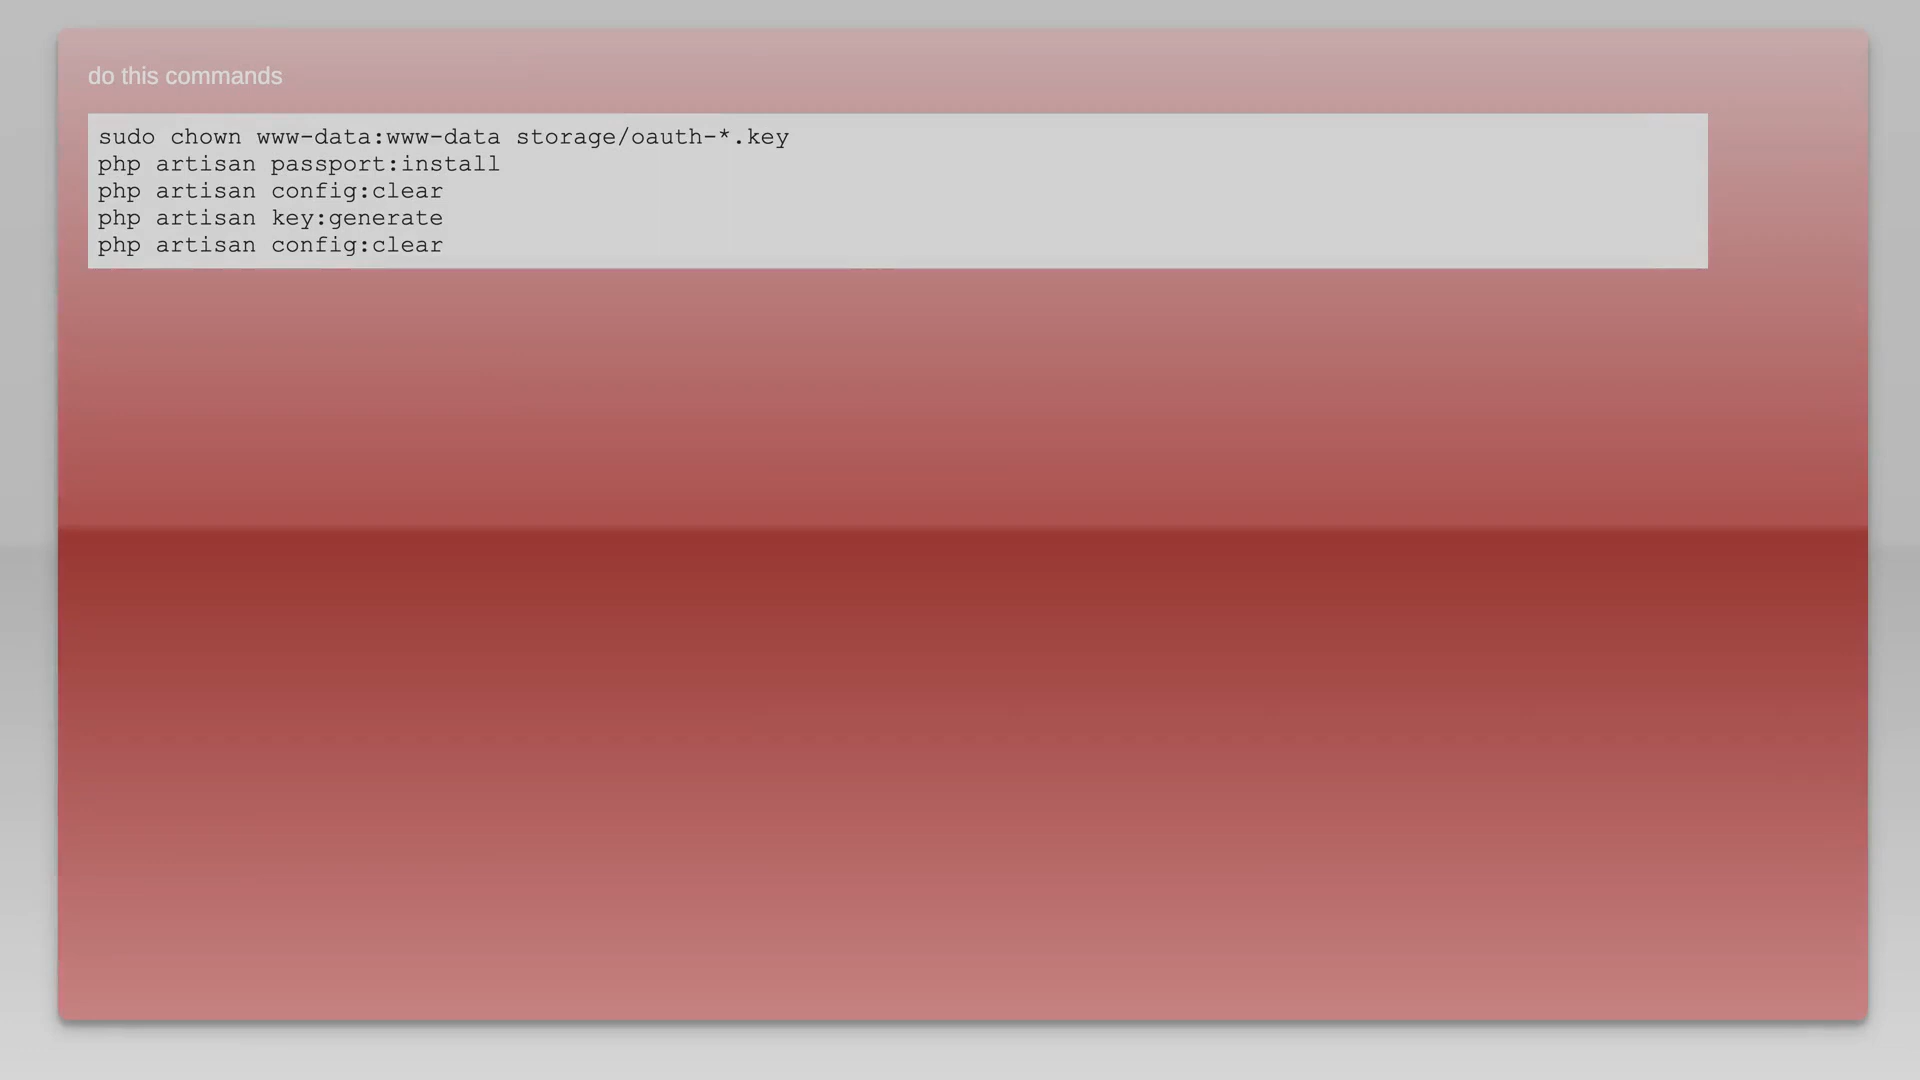 do this commands
sudo chown www-data:www-data storage/oauth-*.key
php artisan passport:install
php artisan config:clear
php artisan key:generate
php artisan config:clear